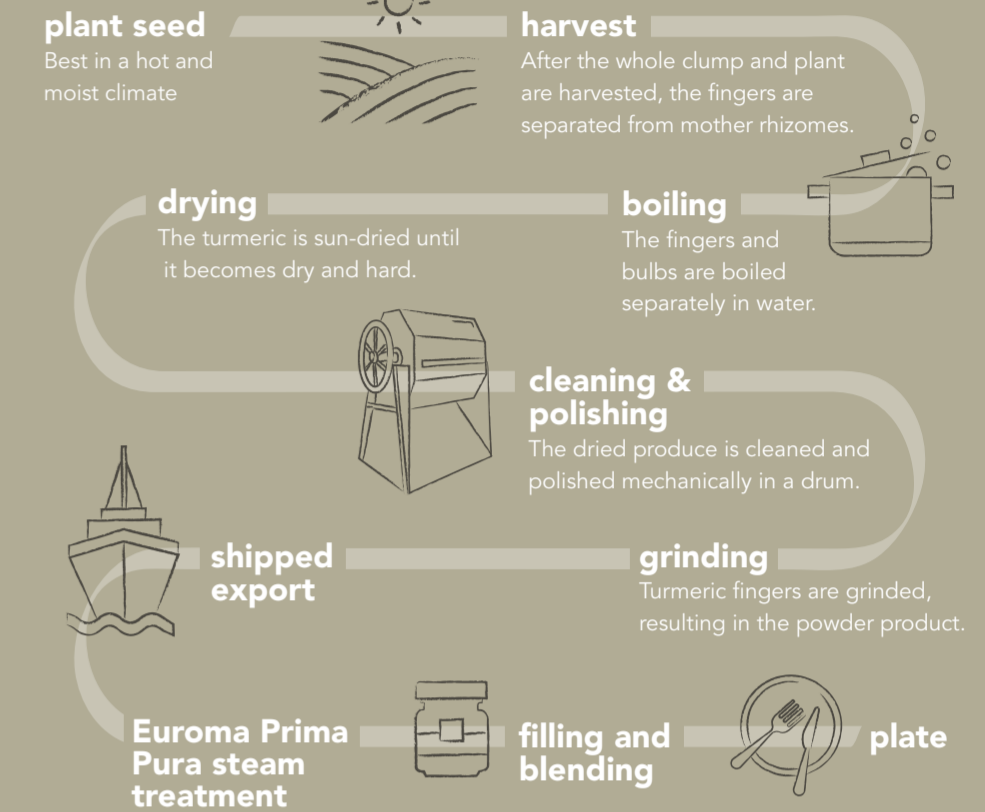 plant seed
Best in a hot and
moist climate
harvest
After the whole clump and plant
are harvested, the fingers are
separated from mother rhizomes.
boiling
The fingers and
bulbs are boiled
separately in water.
drying
The turmeric is sun-dried until
it becomes dry and hard.
cleaning &
polishing
The dried produce is cleaned and
polished mechanically in a drum.
grinding
Turmeric fingers are grinded,
resulting in the powder product.
shipped
export
Euroma Prima
Pura steam
treatment
filling and
blending
plate